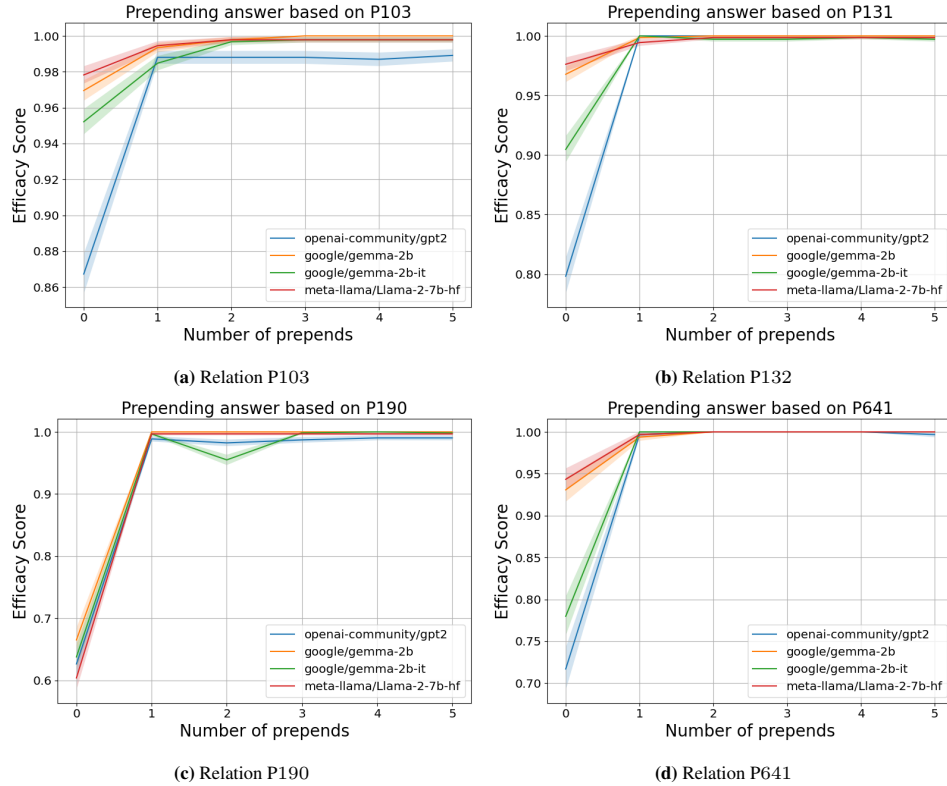 Prepending answer based on P103
1.00
0.98
0.96
0.94
0.92
0.90
0.88
0.86
Efficacy Score
openai-community/gpt2
google/gemma-2b
google/gemma-2b-it
meta-llama/Llama-2-7b-hf
0 1 2 3 4 5
Number of prepends
(a) Relation P103
Prepending answer based on P131
1.00
0.95
0.90
0.85
0.80
Efficacy Score
openai-community/gpt2
google/gemma-2b
google/gemma-2b-it
meta-llama/Llama-2-7b-hf
0 1 2 3 4 5
Number of prepends
(b) Relation P132
Prepending answer based on P190
1.0
0.9
0.8
0.7
0.6
Efficacy Score
openai-community/gpt2
google/gemma-2b
google/gemma-2b-it
meta-llama/Llama-2-7b-hf
0 1 2 3 4 5
Number of prepends
(c) Relation P190
Prepending answer based on P641
1.00
0.95
0.90
0.85
0.80
0.75
0.70
Efficacy Score
openai-community/gpt2
google/gemma-2b
google/gemma-2b-it
meta-llama/Llama-2-7b-hf
0 1 2 3 4 5
Number of prepends
(d) Relation P641